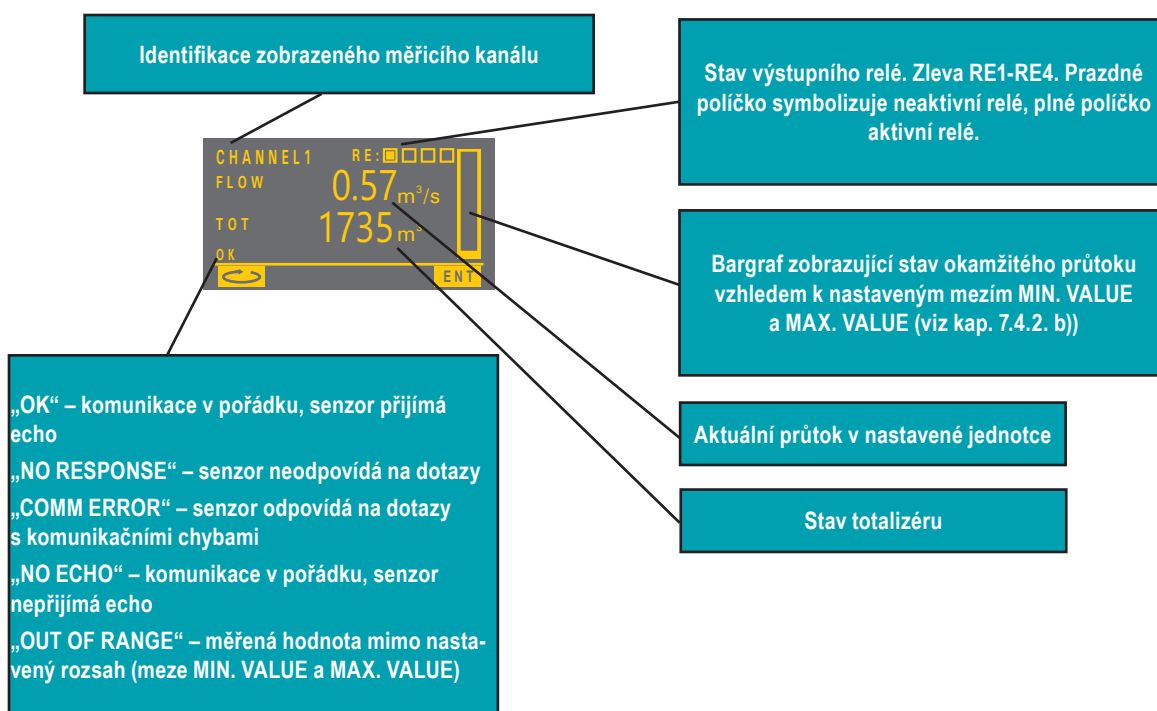 Identifikace zobrazeného měřicího kanálu
Stav výstupního relé. Zleva RE1-RE4. Prazdné
políčko symbolizuje neaktivní relé, plné políčko
aktivní relé.
CHANNEL1 RE:
FLOW 0.57 m³/s
TOT 1735 m³
OK
ENT
Bargraf zobrazující stav okamžitého průtoku
vzhledem k nastaveným mezím MIN. VALUE
a MAX. VALUE (viz kap. 7.4.2. b))
„OK“ – komunikace v pořádku, senzor přijímá
echo
„NO RESPONSE“ – senzor neodpovídá na dotazy
„COMM ERROR“ – senzor odpovídá na dotazy
s komunikačními chybami
„NO ECHO“ – komunikace v pořádku, senzor
nepřijímá echo
„OUT OF RANGE“ – měřená hodnota mimo nasta-
vený rozsah (meze MIN. VALUE a MAX. VALUE)
Aktuální průtok v nastavené jednotce
Stav totalizéru